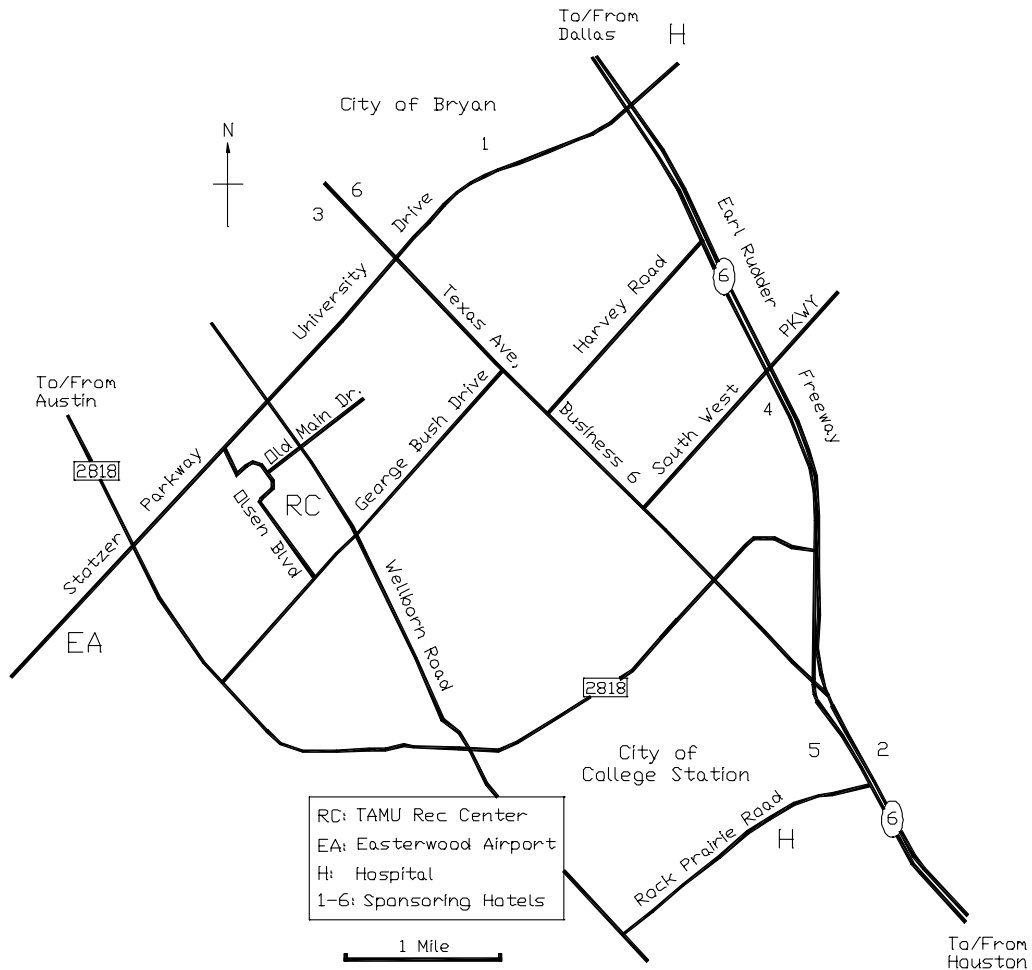 To/From
Dallas
H
City of Bryan
N
1
6
3
Drive
University
Earl Rudder
6
Harvey Road
Texas Ave,
PKWY
To/From
Austin
Old Main Dr.
George Bush Drive
Business 6
South West
4
Freeway
2818
Parkway
Olsen Blvd
RC
Statzer
EA
Wellborn Road
2818
City of
College Station
5
2
6
Rock Prairie Road
H
RC: TAMU Rec Center
EA: Easterwood Airport
H: Hospital
1-6: Sponsoring Hotels
1 Mile
To/From
Houston